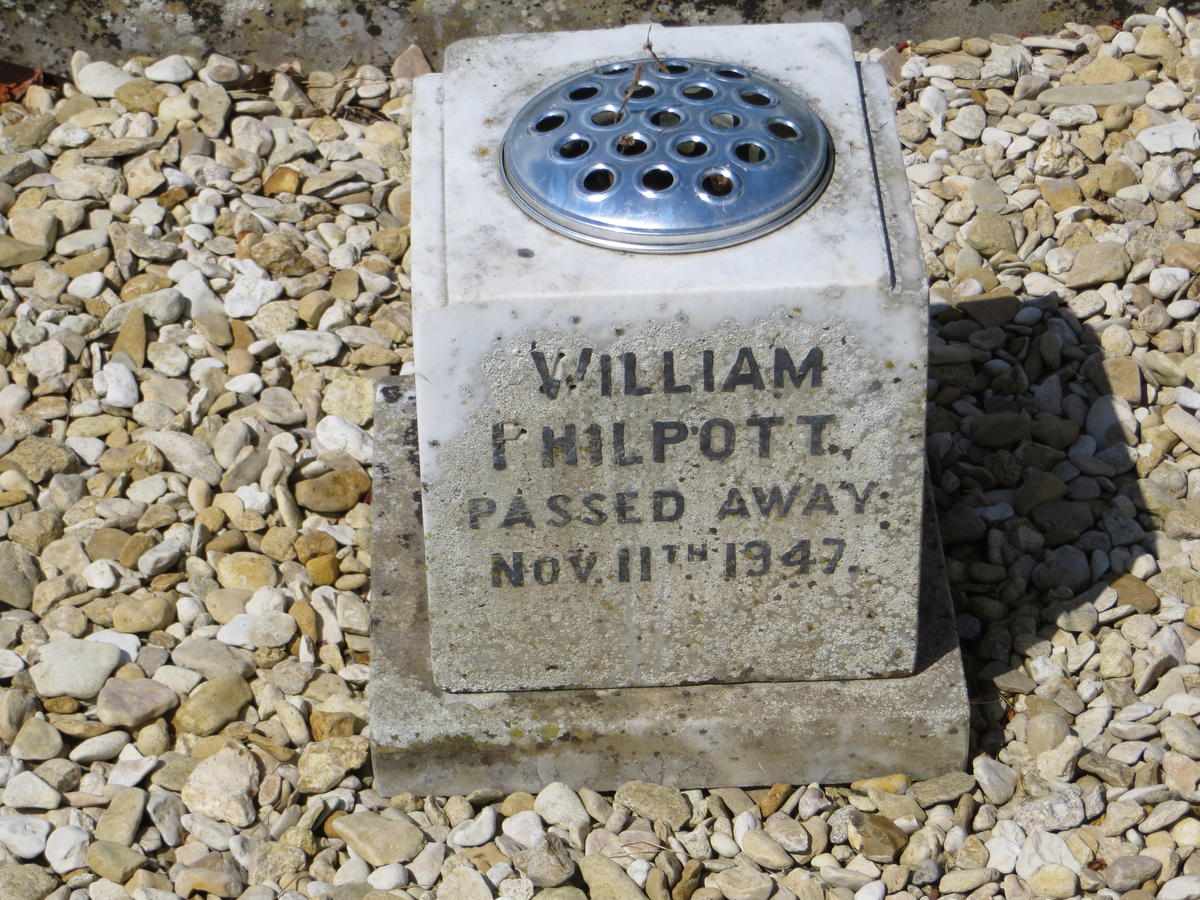 WILLIAM
PHILPOTT.
PASSED AWAY
NOV. 11TH 1947.